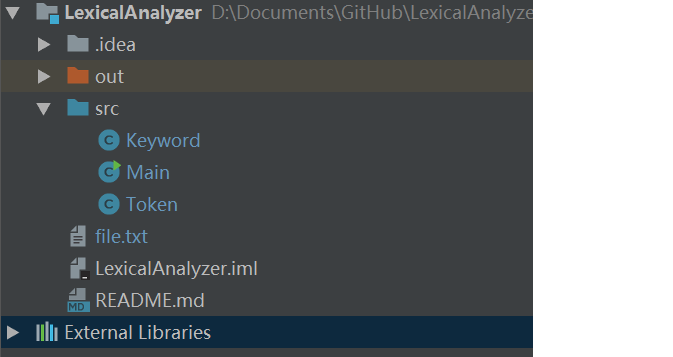 LexicalAnalyzer D:\Documents\GitHub\LexicalAnalyze
.idea
out
src
C Keyword
C Main
C Token
file.txt
LexicalAnalyzer.iml
MD README.md
External Libraries